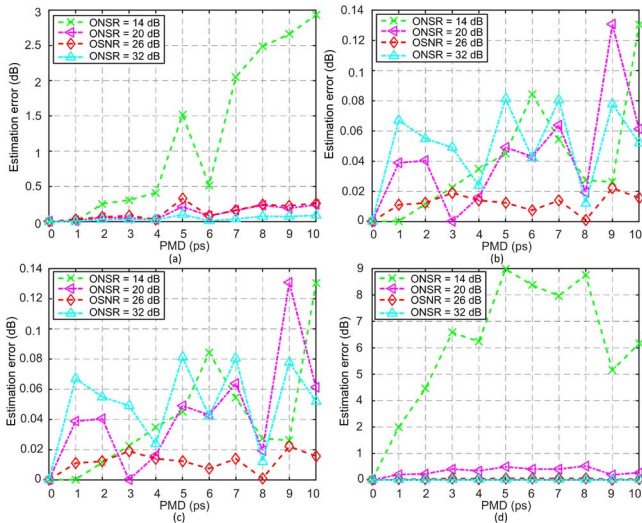 ONSR = 14 dB
ONSR = 20 dB
OSNR = 26 dB
ONSR = 32 dB
3
2.5
2
1.5
1
0.5
0
Estimation error (dB)
0 1 2 3 4 5 6 7 8 9 10
PMD (ps)
(a)
ONSR = 14 dB
ONSR = 20 dB
OSNR = 26 dB
ONSR = 32 dB
0.14
0.12
0.1
0.08
0.06
0.04
0.02
0
Estimation error (dB)
0 1 2 3 4 5 6 7 8 9 10
PMD (ps)
(b)
ONSR = 14 dB
ONSR = 20 dB
OSNR = 26 dB
ONSR = 32 dB
0.14
0.12
0.1
0.08
0.06
0.04
0.02
0
Estimation error (dB)
0 1 2 3 4 5 6 7 8 9 10
PMD (ps)
(c)
ONSR = 14 dB
ONSR = 20 dB
OSNR = 26 dB
ONSR = 32 dB
9
8
7
6
5
4
3
2
1
0
Estimation error (dB)
0 1 2 3 4 5 6 7 8 9 10
PMD (ps)
(d)